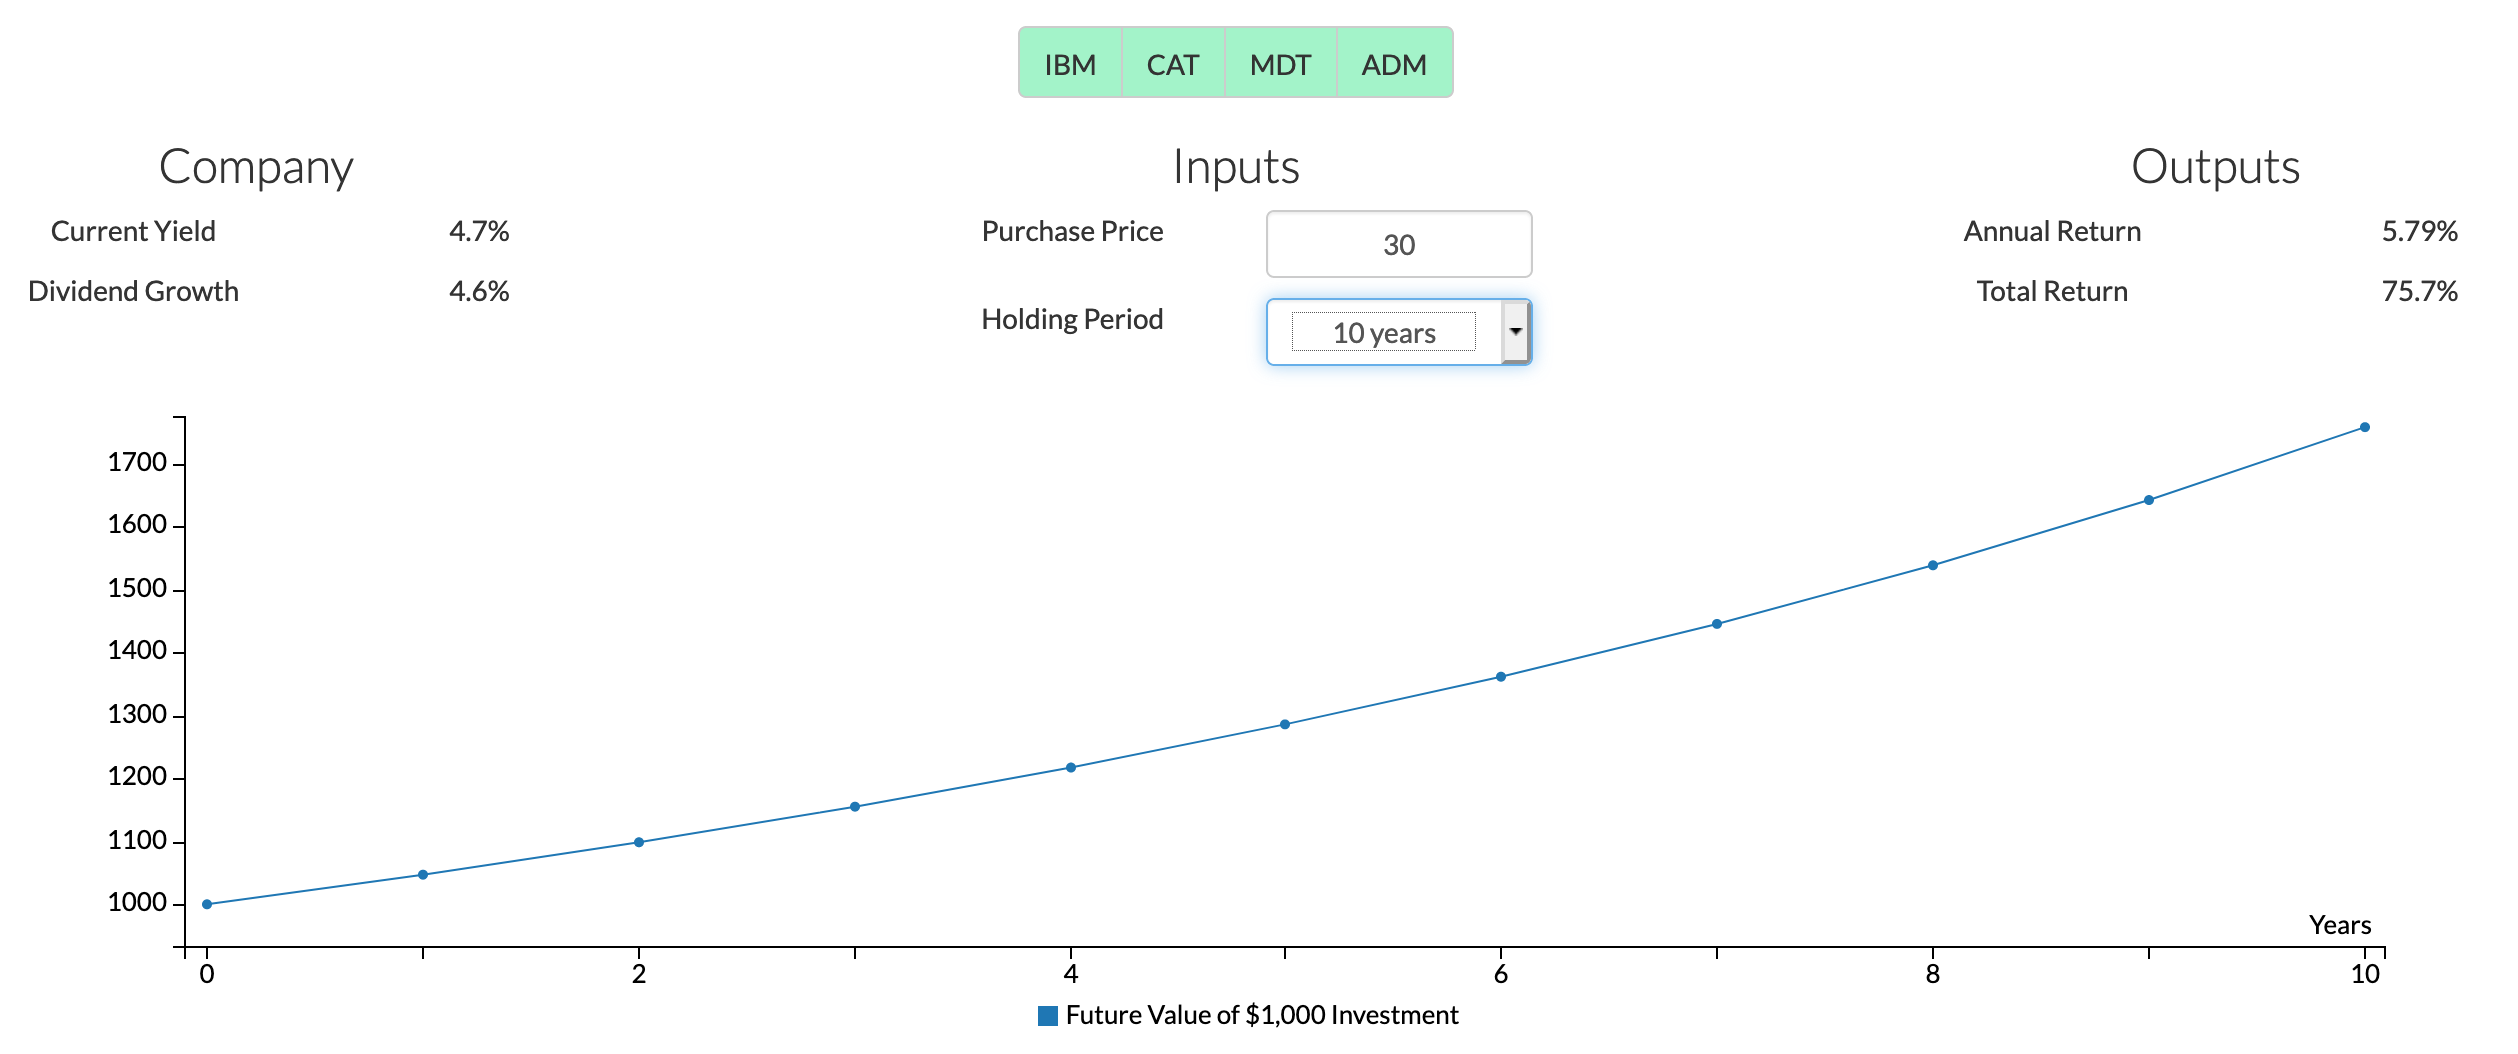 IBM CAT MDT ADM
Company
Current Yield 4.7%
Dividend Growth 4.6%
Inputs
Purchase Price 30
Holding Period 10 years
Outputs
Annual Return 5.79%
Total Return 75.7%
1700
1600
1500
1400
1300
1200
1100
1000
Years
0 2 4 6 8 10
Future Value of $1,000 Investment